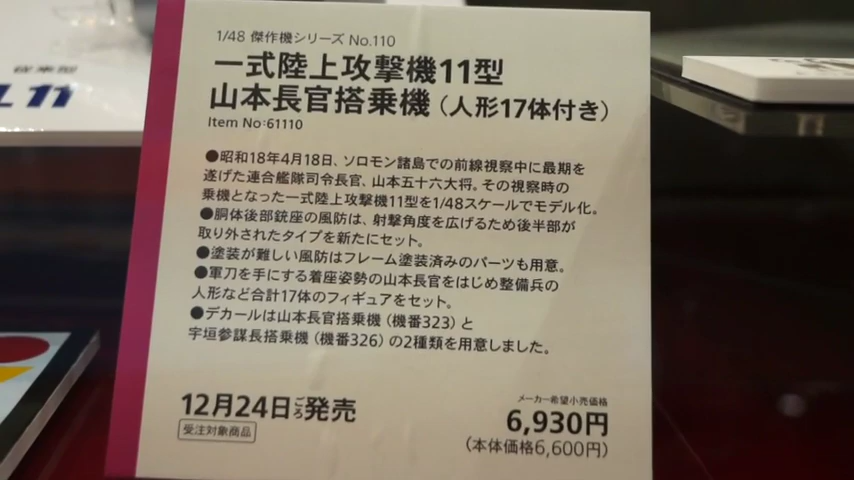 1/48 傑作機シリーズ No.110
一式陸上攻撃機11型
山本長官搭乗機（人形17体付き）
Item No:61110
●昭和18年4月18日、ソロモン諸島での前線視察中に最期を
遂げた連合艦隊司令長官、山本五十六大将。その視察時の
乗機となった一式陸上攻撃機11型を1/48スケールでモデル化。
●胴体後部銃座の風防は、射撃角度を広げるため後半部が
取り外されたタイプを新たにセット。
●塗装が難しい風防はフレーム塗装済みのパーツも用意。
●軍刀を手にする着座姿勢の山本長官をはじめ整備兵の
人形など合計17体のフィギュアをセット。
●デカールは山本長官搭乗機（機番323）と
宇垣参謀長搭乗機（機番326）の2種類を用意しました。
12月24日ごろ発売
受注対象商品
メーカー希望小売価格
6,930円
（本体価格6,600円）
11